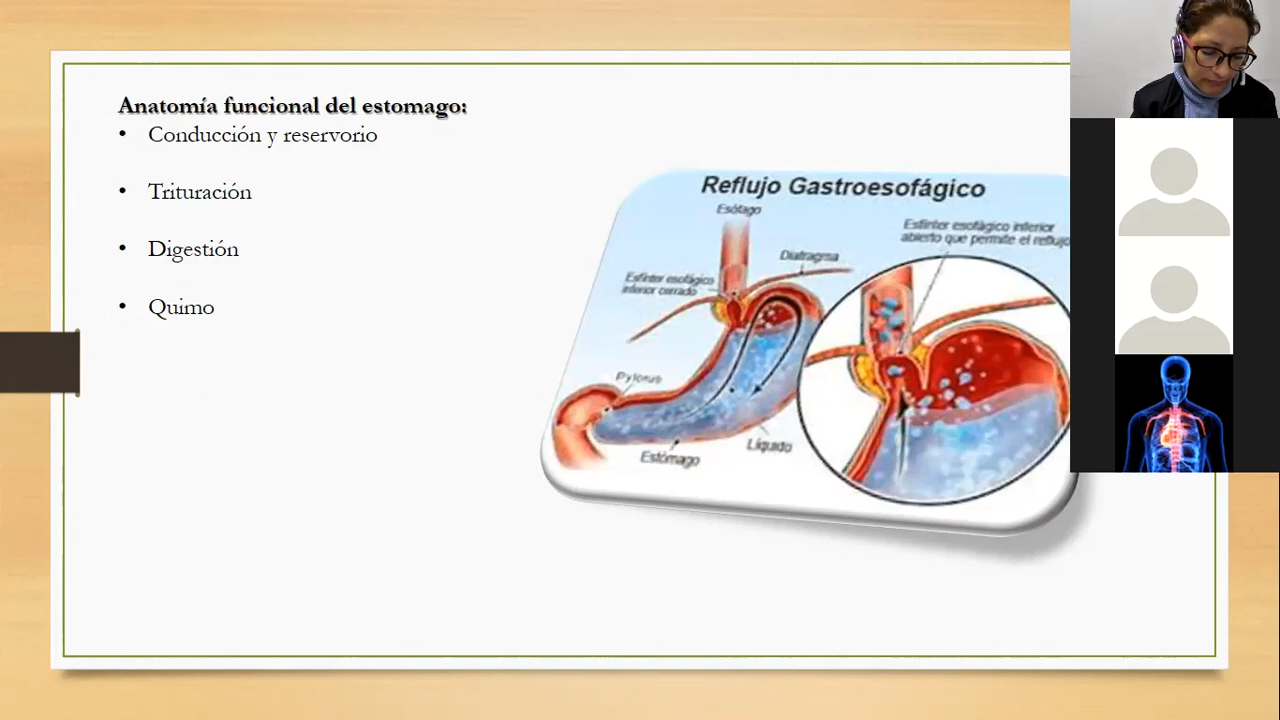 Anatomía funcional del estomago:
• Conducción y reservorio
• Trituración
• Digestión
• Quimo
Reflujo Gastroesofágico
Esófago
Esfínter esofágico inferior
abierto que permite el reflujo
Diafragma
Esfínter esofágico
inferior cerrado
Pylorus
Líquido
Estómago